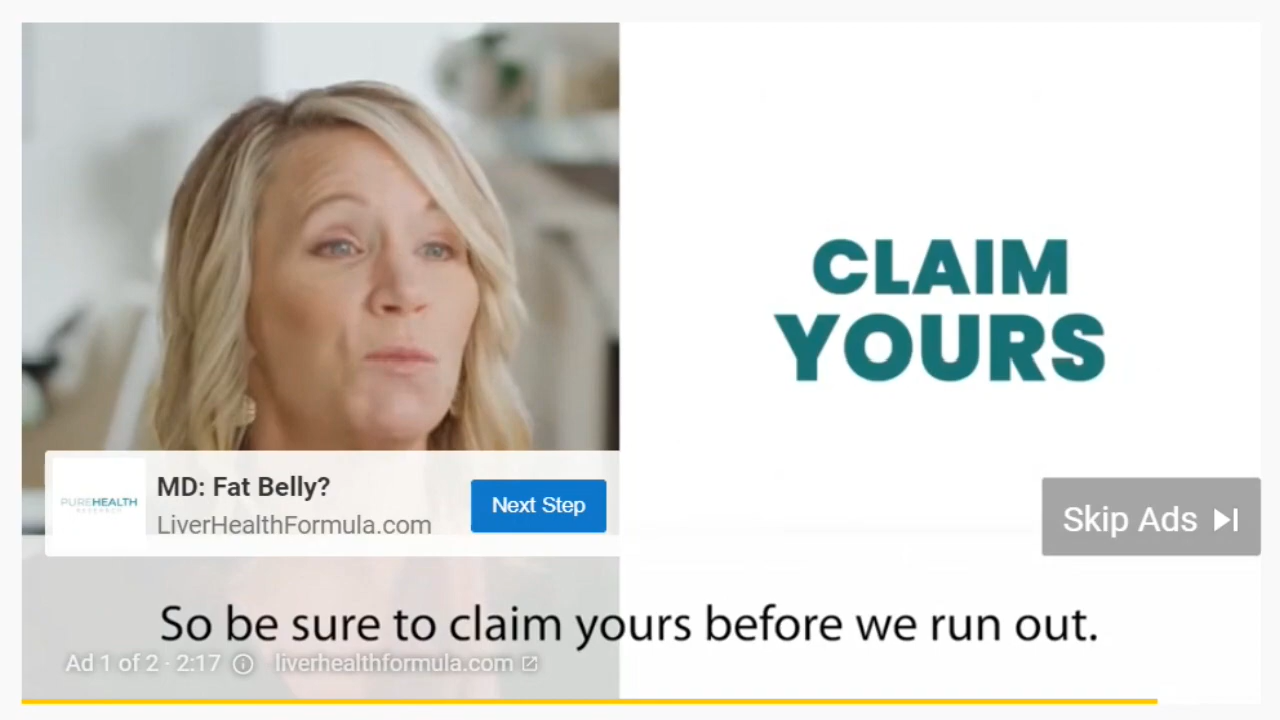 CLAIM
YOURS
PUREHEALTH
RESEARCH
MD: Fat Belly?
LiverHealthFormula.com
Next Step
Skip Ads
So be sure to claim yours before we run out.
Ad 1 of 2 · 2:17
liverhealthformula.com